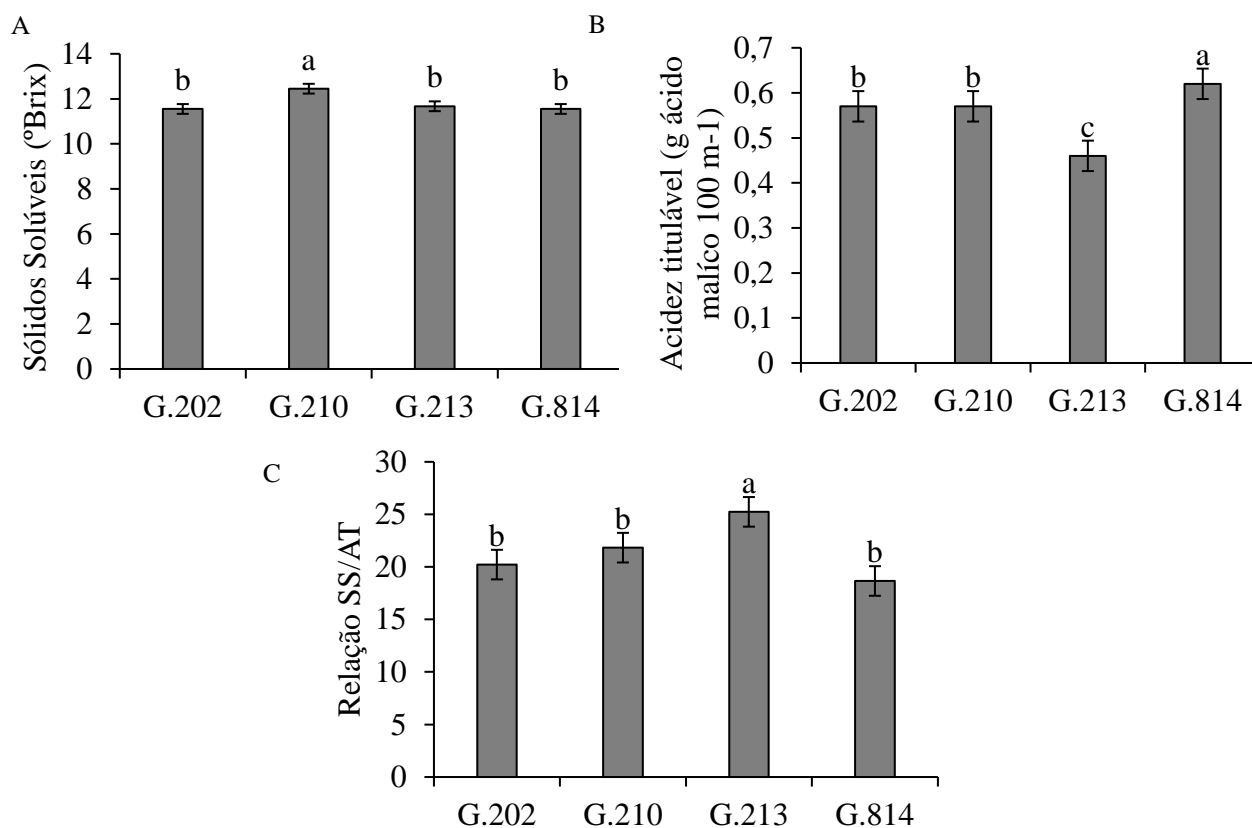 A
Sólidos Solúveis (ºBrix)
14
12
10
8
6
4
2
0
b
a
b
b
G.202 G.210 G.213 G.814
B
Acidez titulável (g ácido
malíco 100 m-1)
0,7
0,6
0,5
0,4
0,3
0,2
0,1
0
b
b
c
a
G.202 G.210 G.213 G.814
C
Relação SS/AT
30
25
20
15
10
5
0
b
b
a
b
G.202 G.210 G.213 G.814